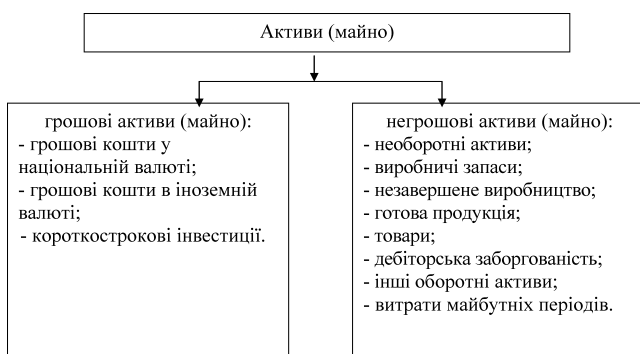 Активи (майно)
грошові активи (майно):
- грошові кошти у
національній валюті;
- грошові кошти в іноземній
валюті;
- короткострокові інвестиції.
негрошові активи (майно):
- необоротні активи;
- виробничі запаси;
- незавершене виробництво;
- готова продукція;
- товари;
- дебіторська заборгованість;
- інші оборотні активи;
- витрати майбутніх періодів.